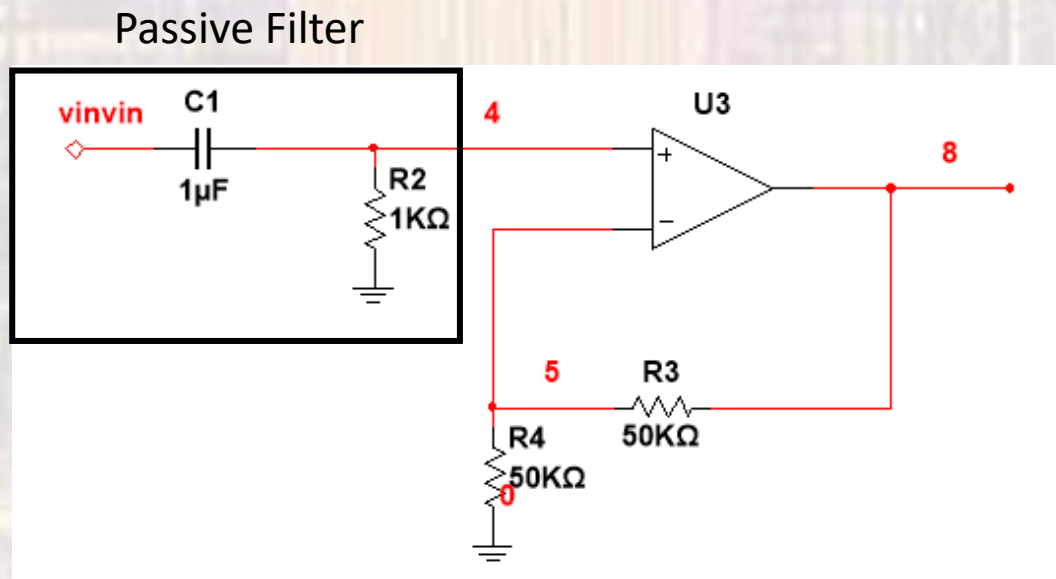 Passive Filter
vinvin
C1
1µF
4
U3
8
R2
1KΩ
+
−
5
R3
50KΩ
R4
50KΩ
0